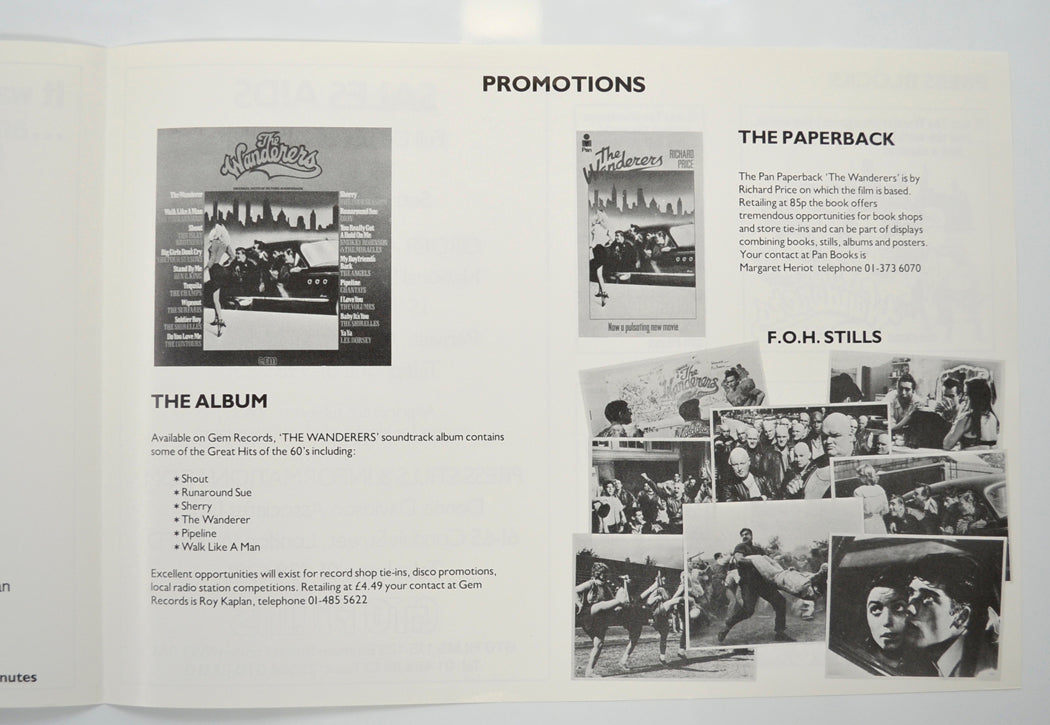 PROMOTIONS
The
Wanderers
ORIGINAL MOTION PICTURE SOUNDTRACK
The Wanderer
Walk Like A Man
Shout
THE ISLEY
BROTHERS
Big Girls Don't Cry
THE FOUR SEASONS
Stand By Me
BEN E. KING
Tequila
THE CHAMPS
Wipeout
THE SURFARIS
Soldier Boy
THE SHIRELLES
Do You Love Me
THE CONTOURS
Sherry
THE FOUR SEASONS
Runaround Sue
DION
You Really Got
A Hold On Me
SMOKEY ROBINSON
& THE MIRACLES
My Boyfriend's
Back
THE ANGELS
Pipeline
CHANTAYS
I Love You
THE VOLUMES
Baby It's You
THE SHIRELLES
Ya Ya
LEE DORSEY
gem
THE ALBUM
Available on Gem Records, 'THE WANDERERS' soundtrack album contains
some of the Great Hits of the 60's including:
* Shout
* Runaround Sue
* Sherry
* The Wanderer
* Pipeline
* Walk Like A Man
Excellent opportunities will exist for record shop tie-ins, disco promotions,
local radio station competitions. Retailing at £4.49 your contact at Gem
Records is Roy Kaplan, telephone 01-485 5622
Pan
The
Wanderers
RICHARD
PRICE
Now a pulsating new movie
THE PAPERBACK
The Pan Paperback 'The Wanderers' is by
Richard Price on which the film is based.
Retailing at 85p the book offers
tremendous opportunities for book shops
and store tie-ins and can be part of displays
combining books, stills, albums and posters.
Your contact at Pan Books is
Margaret Heriot telephone 01-373 6070
F.O.H. STILLS
The
Wanderers
nutes